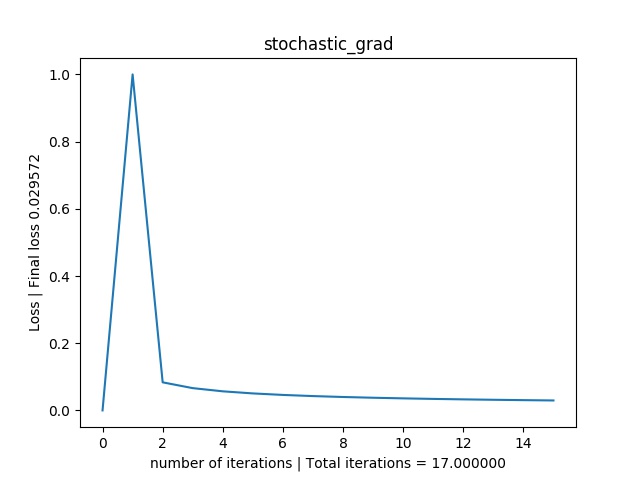 stochastic_grad
Loss | Final loss 0.029572
1.0
0.8
0.6
0.4
0.2
0.0
0 2 4 6 8 10 12 14
number of iterations | Total iterations = 17.000000